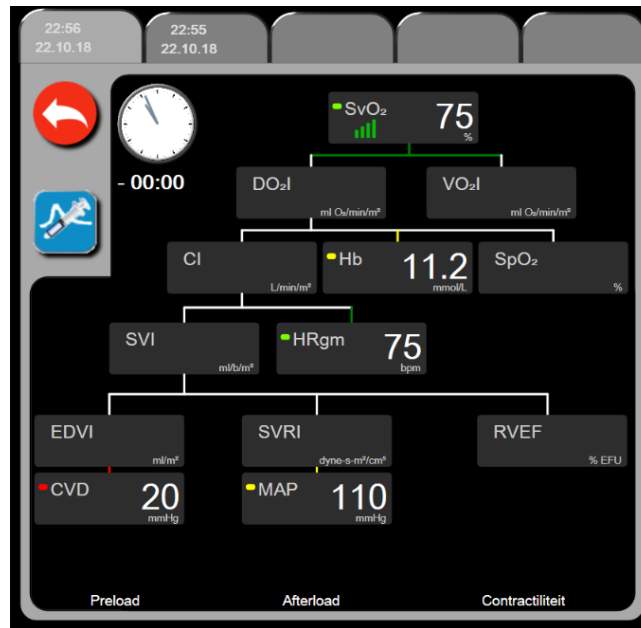 22:56
22.10.18
22:55
22.10.18
- 00:00
SvO₂
75
%
DO₂I
ml O₂/min/m²
VO₂I
ml O₂/min/m²
CI
L/min/m²
Hb
11.2
mmol/L
SpO₂
%
SVI
ml/b/m²
HRgm
75
bpm
EDVI
ml/m²
SVRI
dyne-s-m²/cm⁵
RVEF
% EFU
CVD
20
mmHg
MAP
110
mmHg
Preload
Afterload
Contractiliteit